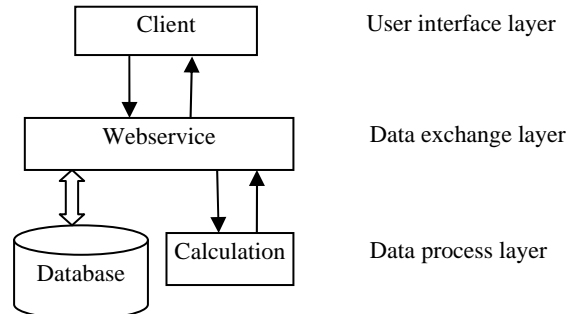 Client
User interface layer
Webservice
Data exchange layer
Database
Calculation
Data process layer